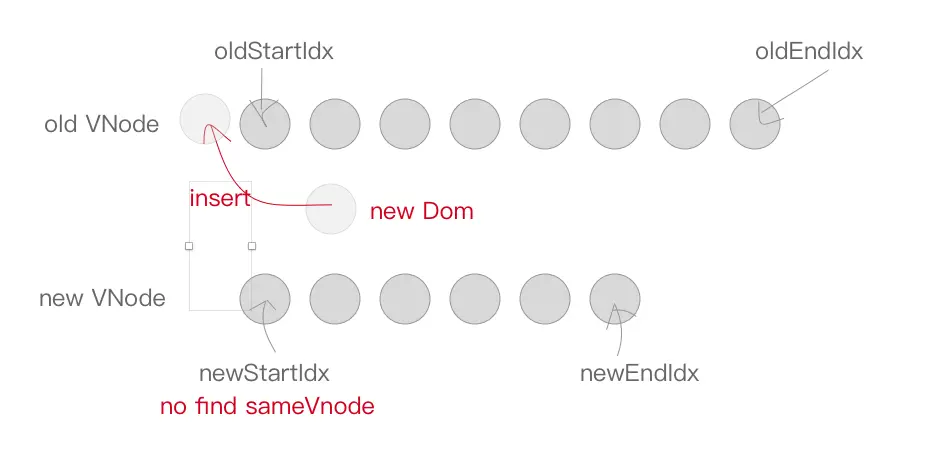 oldStartIdx
oldEndIdx
old VNode
insert
new Dom
new VNode
newStartIdx
newEndIdx
no find sameVnode